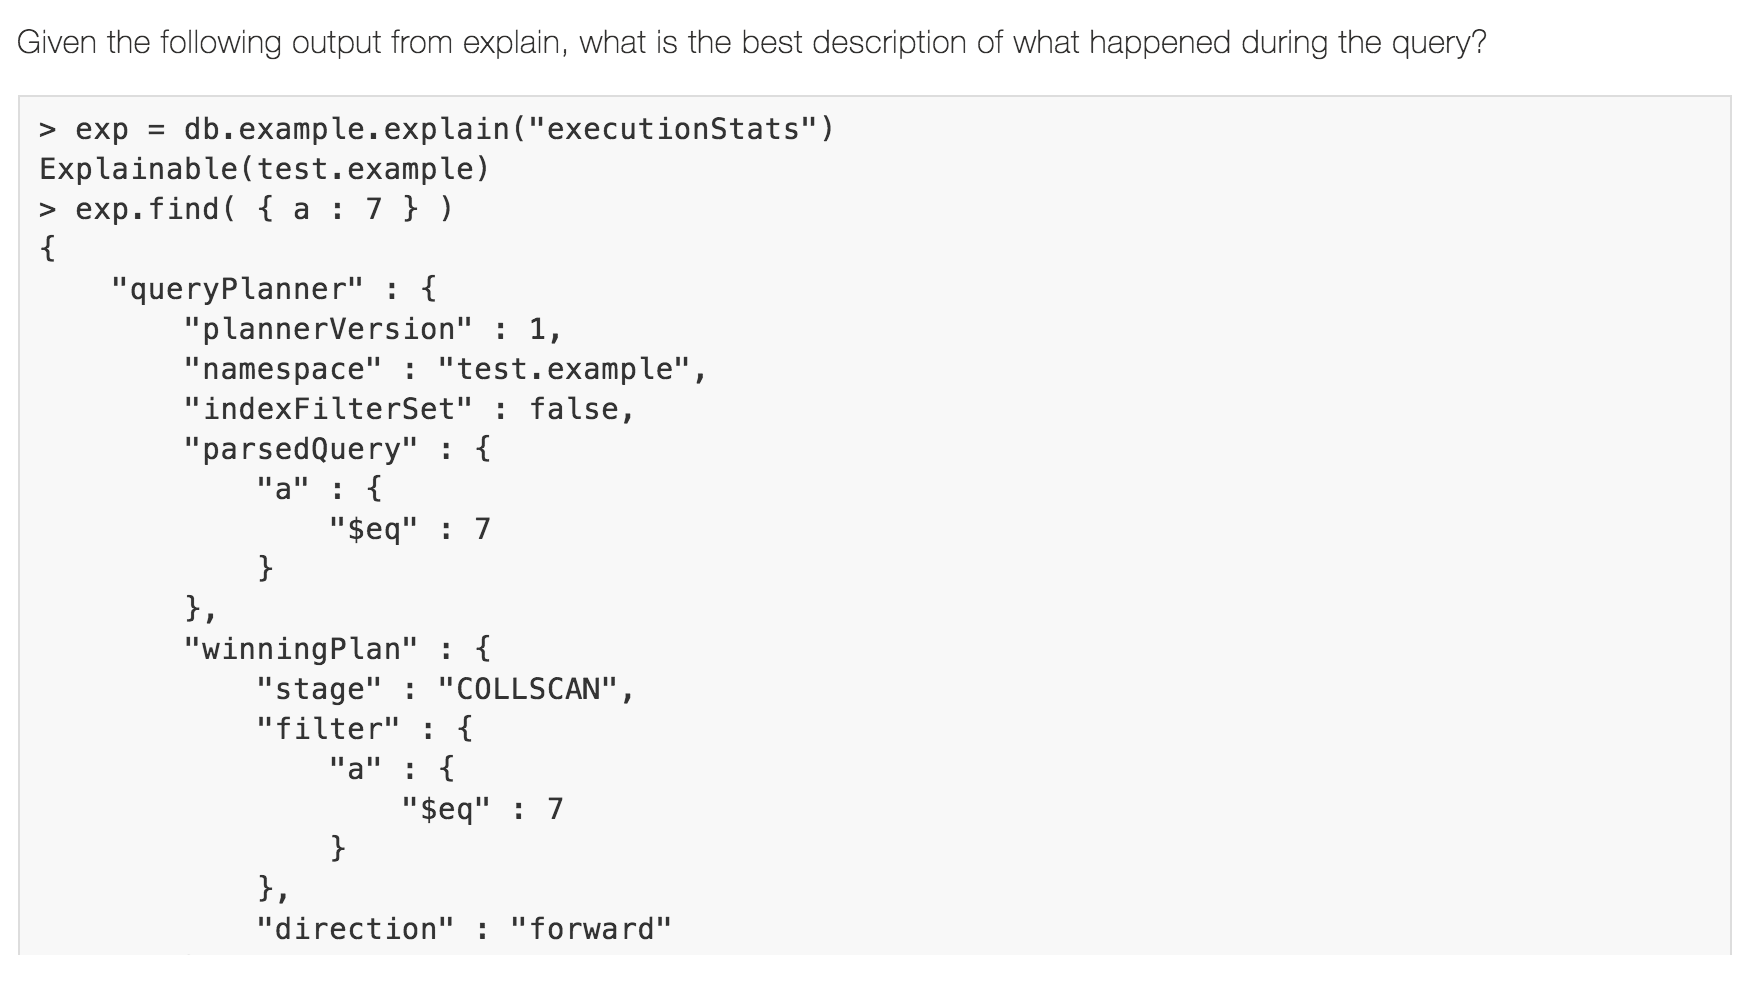 Given the following output from explain, what is the best description of what happened during the query?
> exp = db.example.explain("executionStats")
Explainable(test.example)
> exp.find( { a : 7 } )
{
    "queryPlanner" : {
        "plannerVersion" : 1,
        "namespace" : "test.example",
        "indexFilterSet" : false,
        "parsedQuery" : {
            "a" : {
                "$eq" : 7
            }
        },
        "winningPlan" : {
            "stage" : "COLLSCAN",
            "filter" : {
                "a" : {
                    "$eq" : 7
                }
            },
            "direction" : "forward"